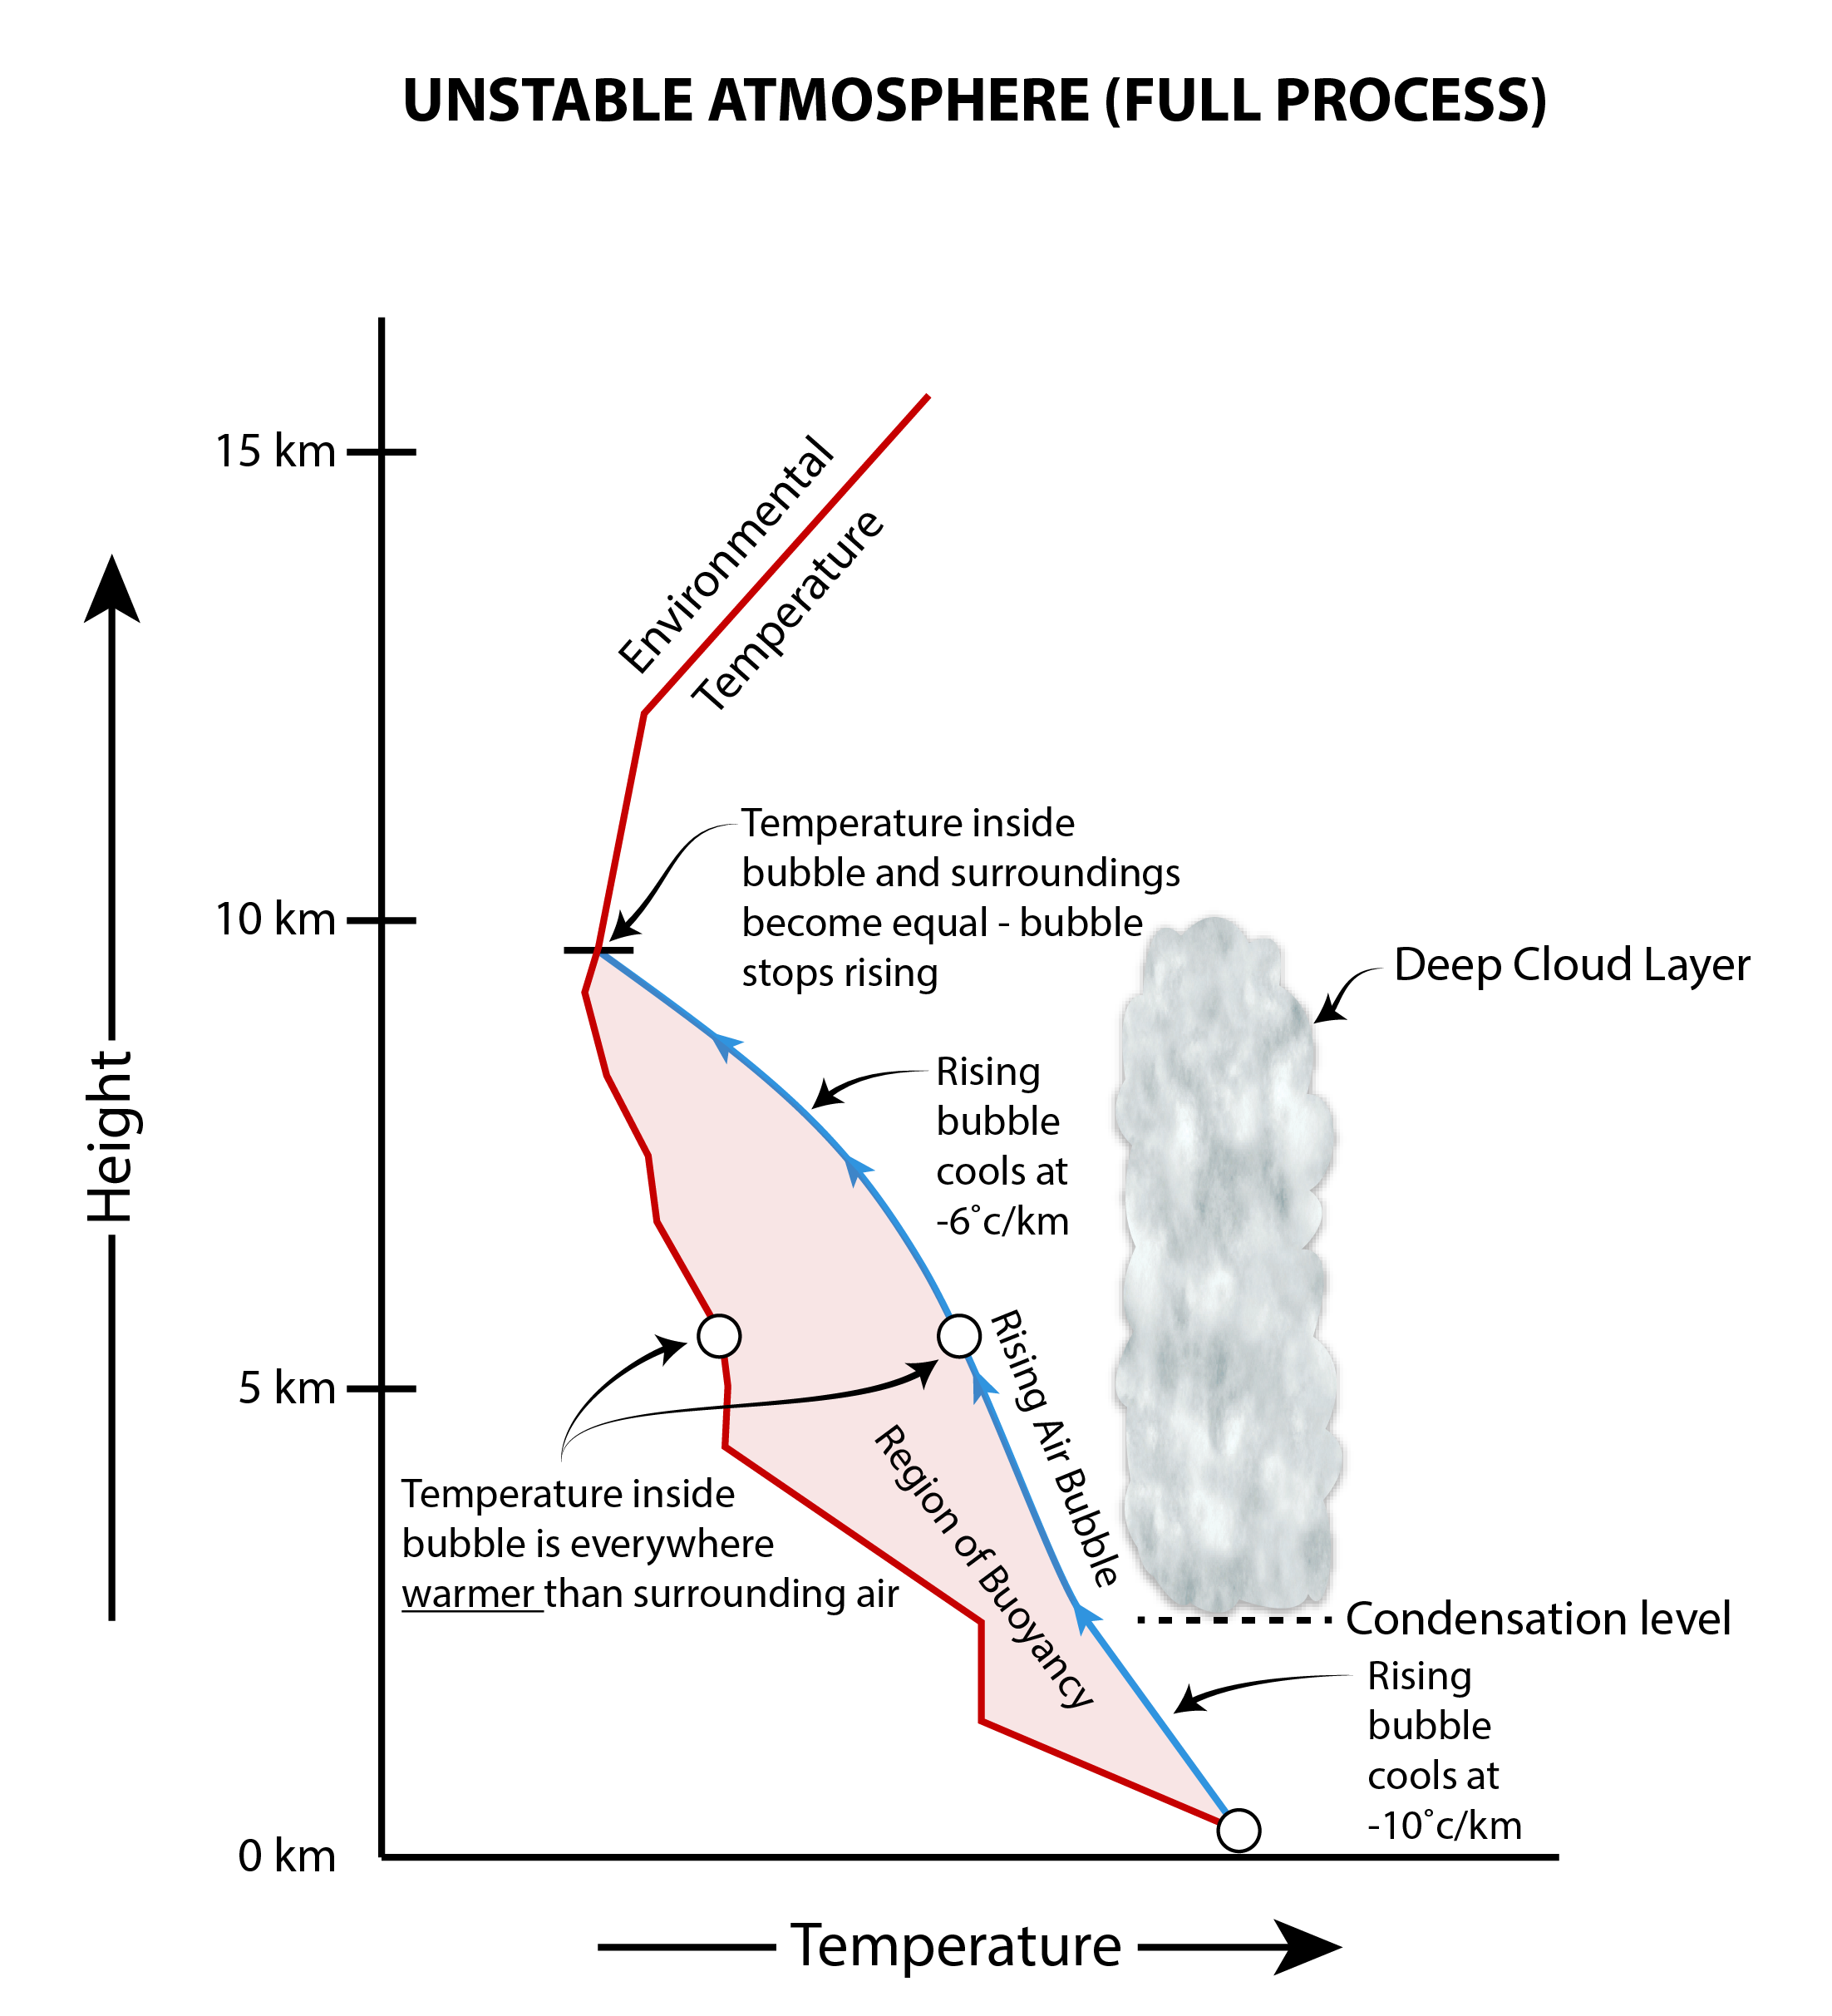 UNSTABLE ATMOSPHERE (FULL PROCESS)
15 km
10 km
5 km
0 km
Height
Temperature
Environmental
Temperature
Temperature inside
bubble and surroundings
become equal - bubble
stops rising
Deep Cloud Layer
Rising
bubble
cools at
-6˚c/km
Rising Air Bubble
Region of Buoyancy
Temperature inside
bubble is everywhere
warmer than surrounding air
Condensation level
Rising
bubble
cools at
-10˚c/km